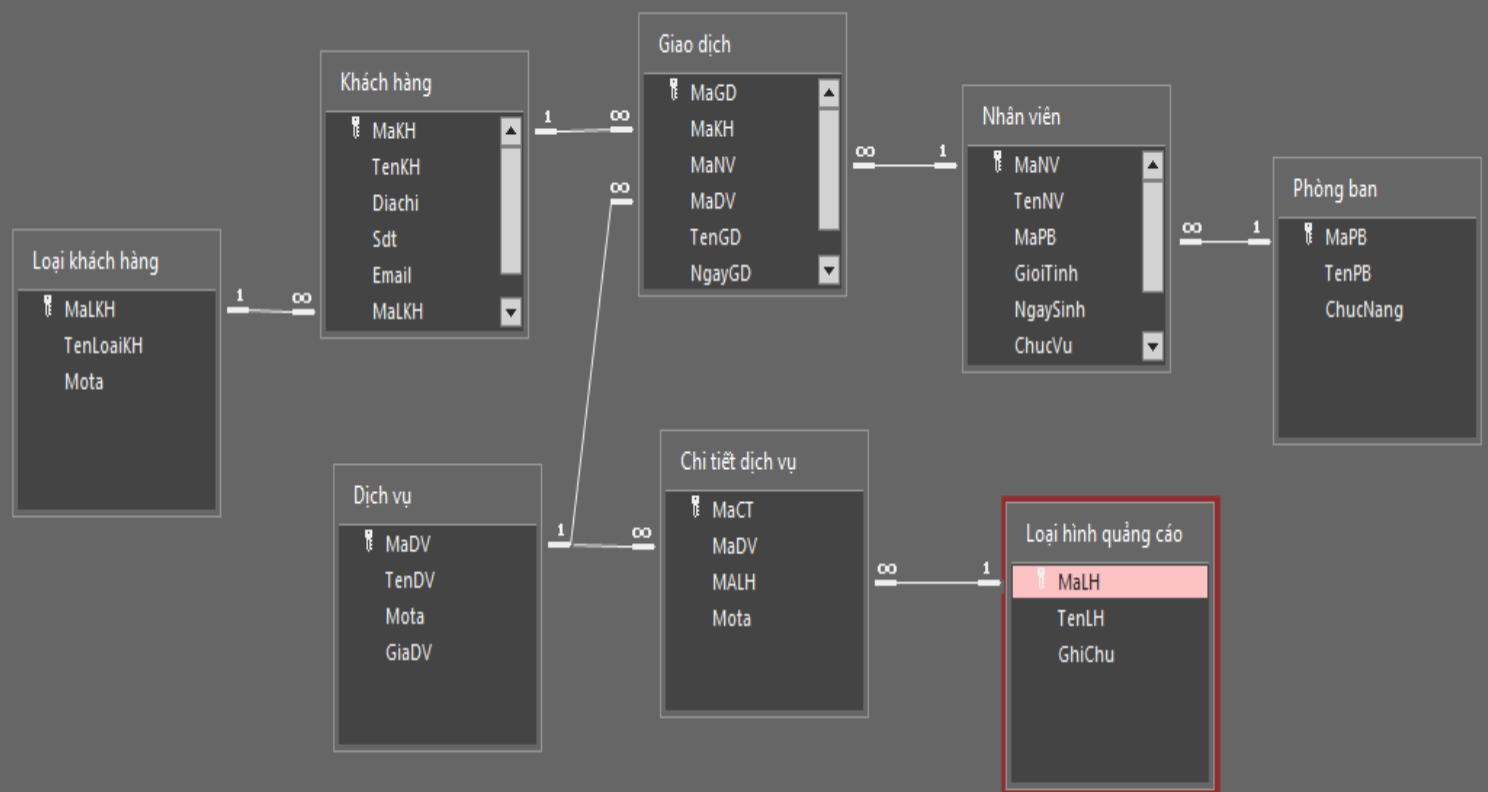 Loại khách hàng
MaLKH
TenLoaiKH
Mota
1
∞
Khách hàng
MaKH
TenKH
Diachi
Sdt
Email
MaLKH
1
∞
∞
Giao dịch
MaGD
MaKH
MaNV
MaDV
TenGD
NgayGD
∞
1
Nhân viên
MaNV
TenNV
MaPB
GioiTinh
NgaySinh
ChucVu
∞
1
Phòng ban
MaPB
TenPB
ChucNang
Dịch vụ
MaDV
TenDV
Mota
GiaDV
1
∞
Chi tiết dịch vụ
MaCT
MaDV
MALH
Mota
∞
1
Loại hình quảng cáo
MaLH
TenLH
GhiChu